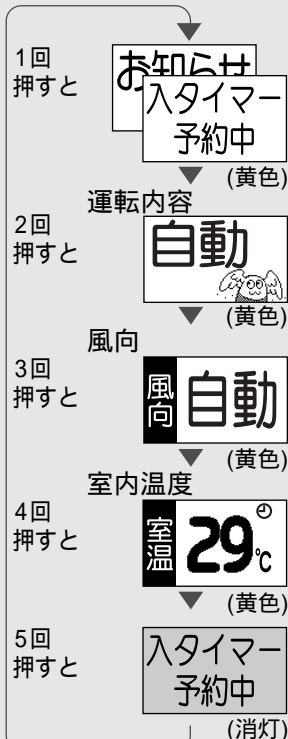 1回
押すと
お知らせ
入タイマー
予約中
(黄色)
運転内容
2回
押すと
自動
(黄色)
風向
3回
押すと
風向
自動
(黄色)
室内温度
4回
押すと
室温
29℃
(黄色)
5回
押すと
入タイマー
予約中
(消灯)